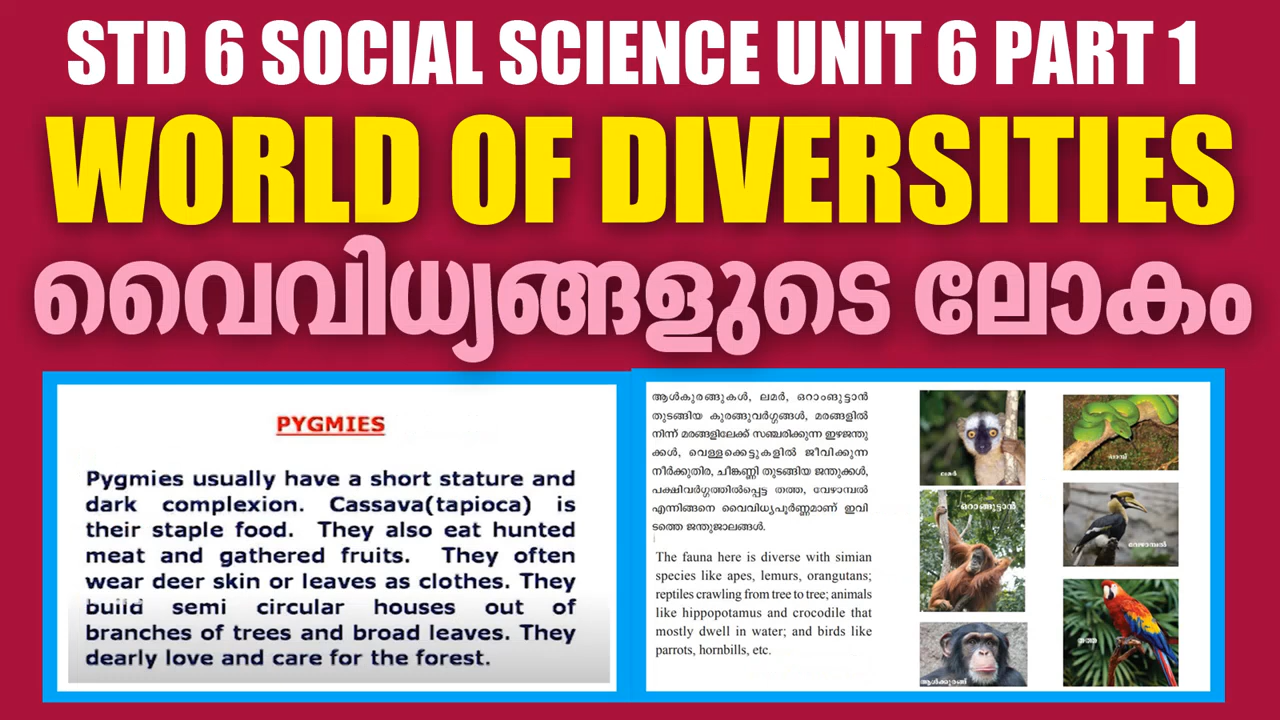 STD 6 SOCIAL SCIENCE UNIT 6 PART 1
WORLD OF DIVERSITIES
വൈവിധ്യങ്ങളുടെ ലോകം
PYGMIES
Pygmies usually have a short stature and
dark complexion. Cassava(tapioca) is
their staple food. They also eat hunted
meat and gathered fruits. They often
wear deer skin or leaves as clothes. They
build semi circular houses out of
branches of trees and broad leaves. They
dearly love and care for the forest.
ആൾകുരങ്ങുകൾ, ലമർ, ഒറാംങുട്ടാൻ
തുടങ്ങിയ കുരങ്ങുവർഗ്ഗങ്ങൾ, മരങ്ങളിൽ
നിന്ന് മരങ്ങളിലേക്ക് സഞ്ചരിക്കുന്ന ഇഴജന്തു
ക്കൾ, വെള്ളക്കെട്ടുകളിൽ ജീവിക്കുന്ന
നീർക്കുതിര, ചീങ്കണ്ണി തുടങ്ങിയ ജന്തുക്കൾ,
പക്ഷിവർഗ്ഗത്തിൽപ്പെട്ട തത്ത, വേഴാമ്പൽ
എന്നിങ്ങനെ വൈവിധ്യപൂർണ്ണമാണ് ഇവി
ടത്തെ ജന്തുജാലങ്ങൾ.
The fauna here is diverse with simian
species like apes, lemurs, orangutans;
reptiles crawling from tree to tree; animals
like hippopotamus and crocodile that
mostly dwell in water; and birds like
parrots, hornbills, etc.
ലമർ
പാമ്പ്
ഒറാങ്ങുട്ടാൻ
വേഴാമ്പൽ
തത്ത
ആൾക്കുരങ്ങ്